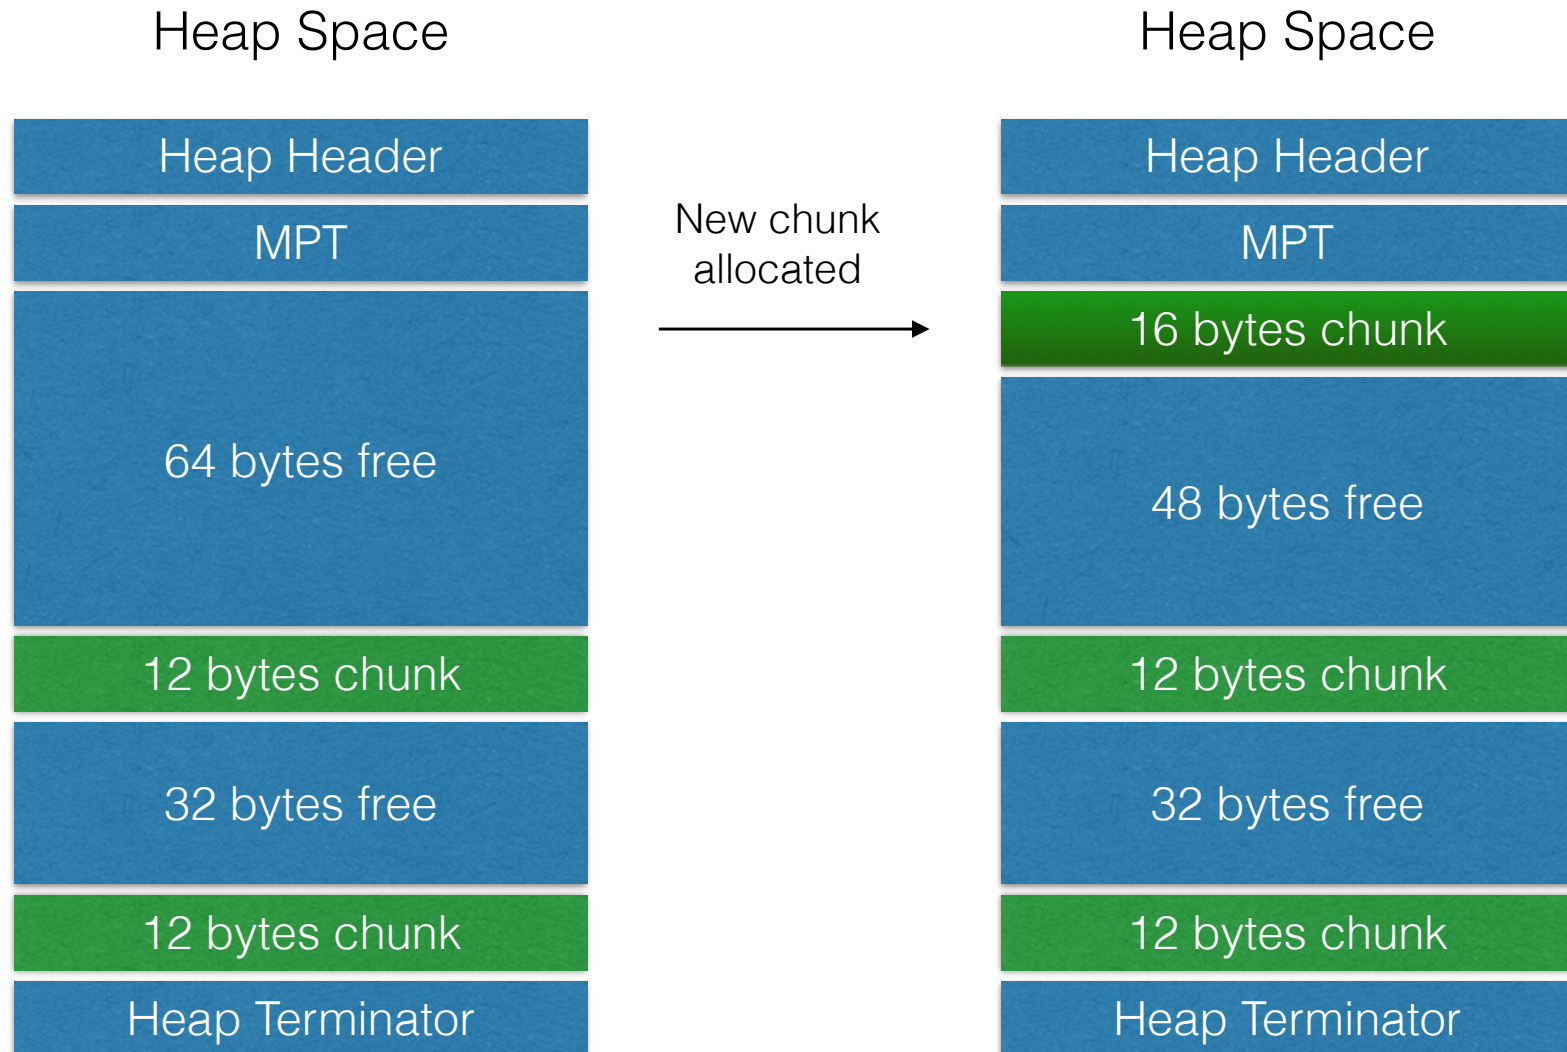 Heap Space
Heap Header
MPT
64 bytes free
12 bytes chunk
32 bytes free
12 bytes chunk
Heap Terminator
New chunk
allocated
Heap Space
Heap Header
MPT
16 bytes chunk
48 bytes free
12 bytes chunk
32 bytes free
12 bytes chunk
Heap Terminator